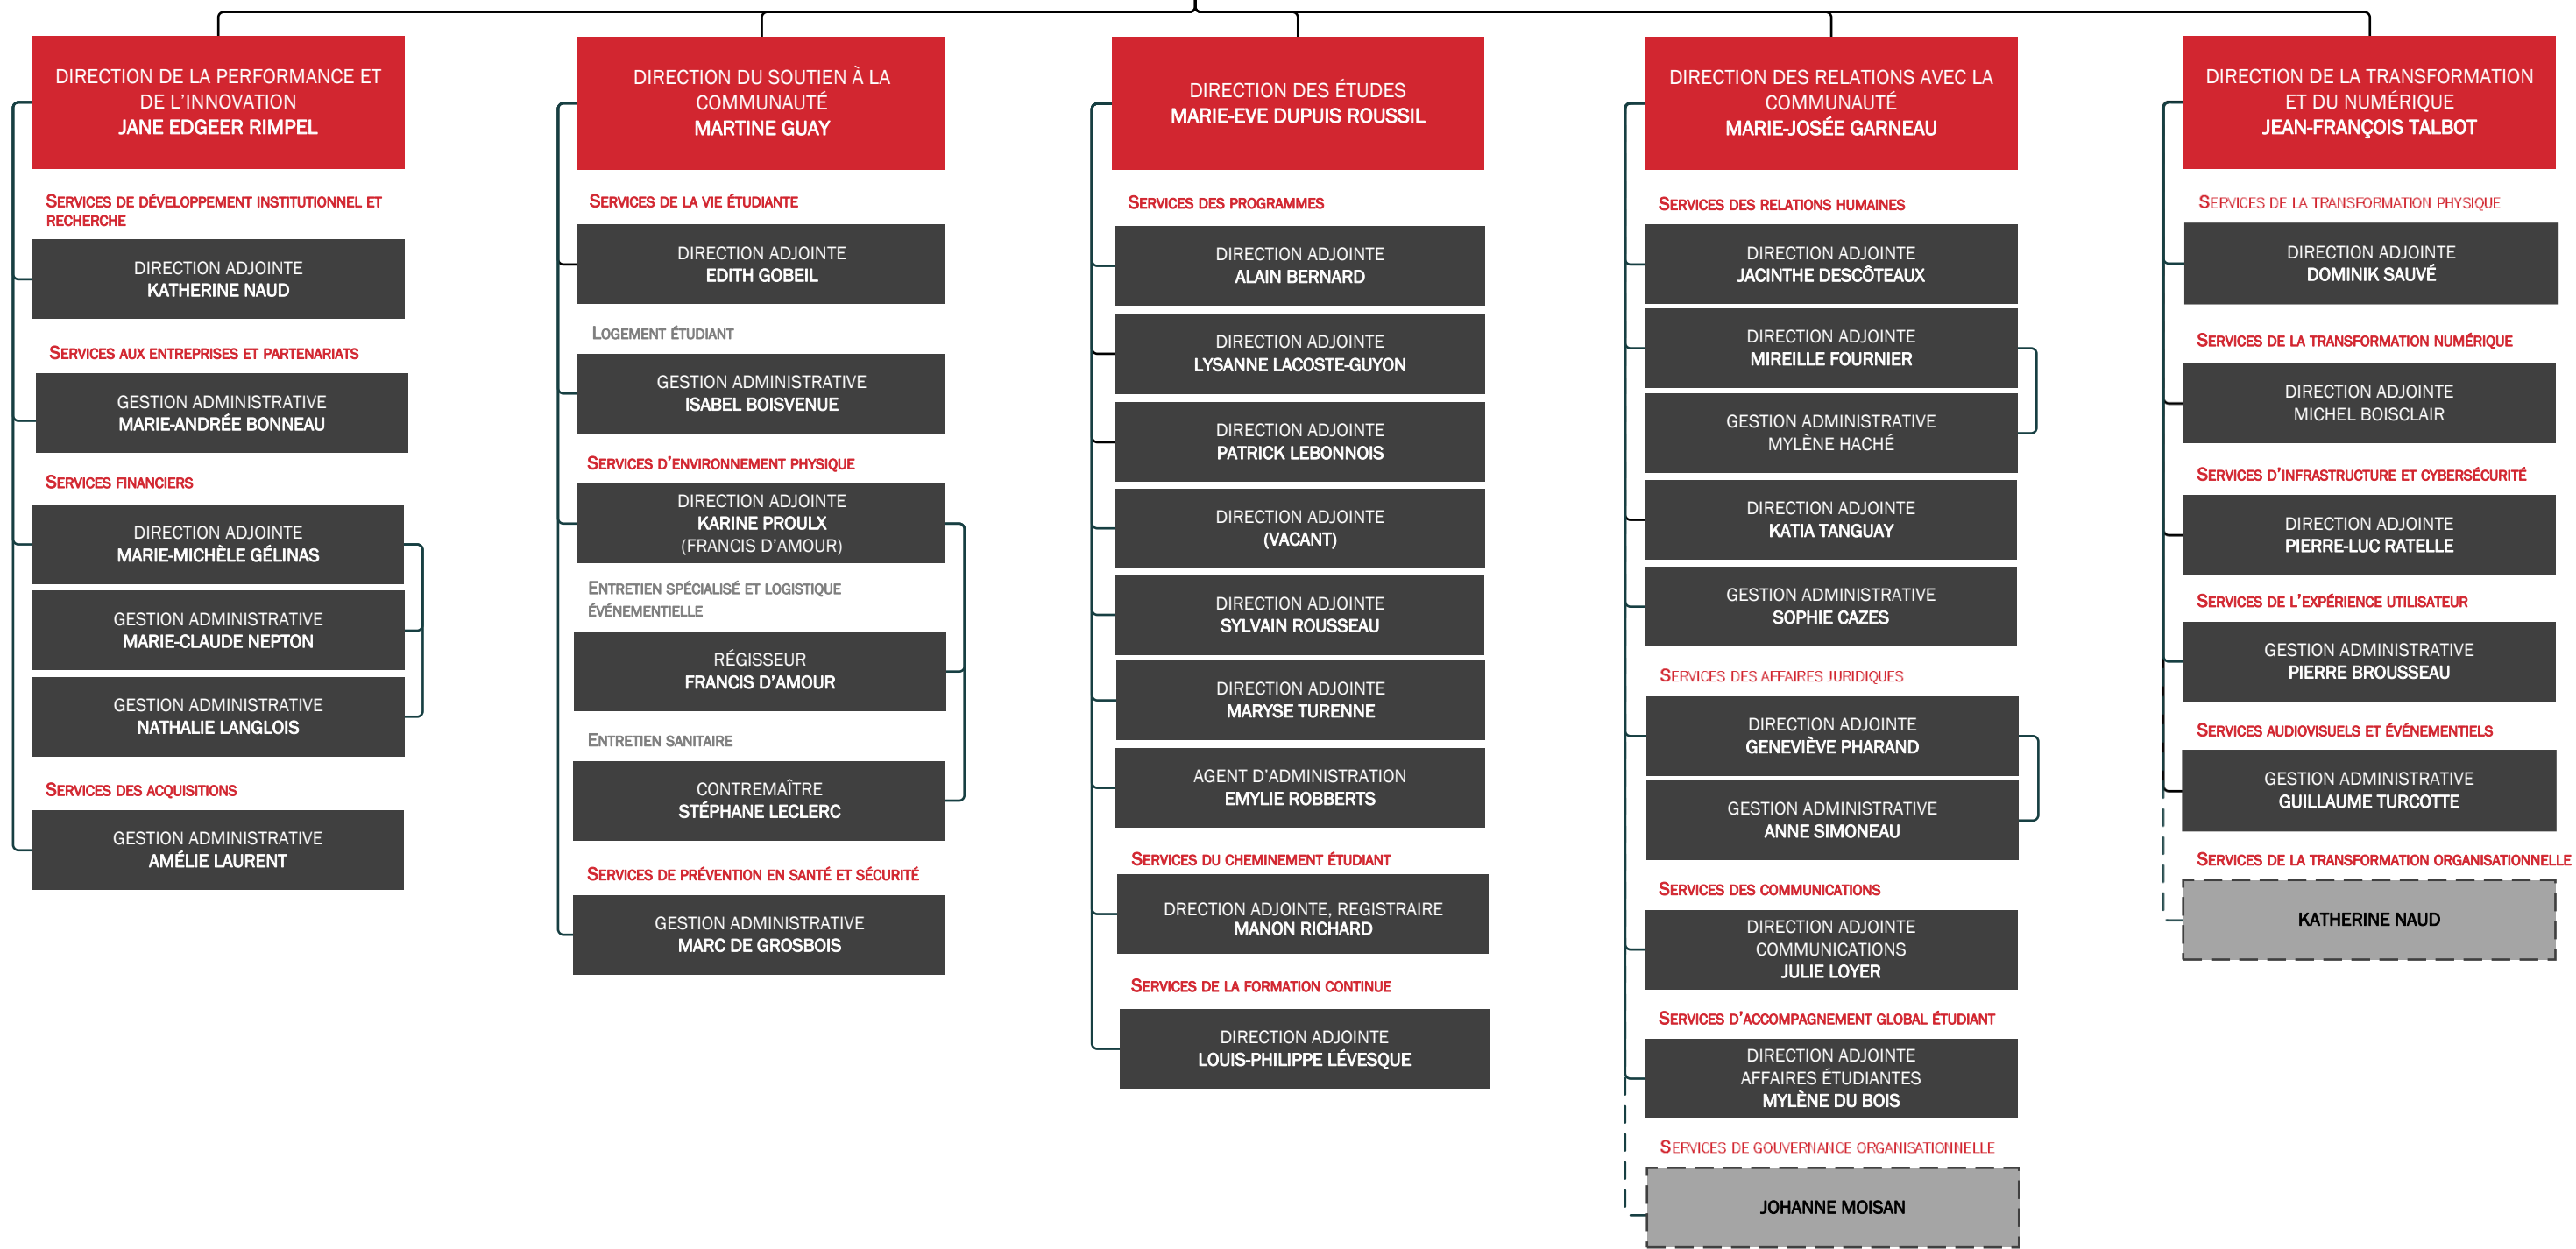 DIRECTION DE LA PERFORMANCE ET
DE L'INNOVATION
JANE EDGEER RIMPEL
SERVICES DE DÉVELOPPEMENT INSTITUTIONNEL ET
RECHERCHE
DIRECTION ADJOINTE
KATHERINE NAUD
SERVICES AUX ENTREPRISES ET PARTENARIATS
GESTION ADMINISTRATIVE
MARIE-ANDRÉE BONNEAU
SERVICES FINANCIERS
DIRECTION ADJOINTE
MARIE-MICHÈLE GÉLINAS
GESTION ADMINISTRATIVE
MARIE-CLAUDE NEPTON
GESTION ADMINISTRATIVE
NATHALIE LANGLOIS
SERVICES DES ACQUISITIONS
GESTION ADMINISTRATIVE
AMÉLIE LAURENT
DIRECTION DU SOUTIEN À LA
COMMUNAUTÉ
MARTINE GUAY
SERVICES DE LA VIE ÉTUDIANTE
DIRECTION ADJOINTE
EDITH GOBEIL
LOGEMENT ÉTUDIANT
GESTION ADMINISTRATIVE
ISABEL BOISVENUE
SERVICES D'ENVIRONNEMENT PHYSIQUE
DIRECTION ADJOINTE
KARINE PROULX
(FRANCIS D'AMOUR)
ENTRETIEN SPÉCIALISÉ ET LOGISTIQUE
ÉVÉNEMENTIELLE
RÉGISSEUR
FRANCIS D'AMOUR
ENTRETIEN SANITAIRE
CONTREMAÎTRE
STÉPHANE LECLERC
SERVICES DE PRÉVENTION EN SANTÉ ET SÉCURITÉ
GESTION ADMINISTRATIVE
MARC DE GROSBOIS
DIRECTION DES ÉTUDES
MARIE-EVE DUPUIS ROUSSIL
SERVICES DES PROGRAMMES
DIRECTION ADJOINTE
ALAIN BERNARD
DIRECTION ADJOINTE
LYSANNE LACOSTE-GUYON
DIRECTION ADJOINTE
PATRICK LEBONNOIS
DIRECTION ADJOINTE
(VACANT)
DIRECTION ADJOINTE
SYLVAIN ROUSSEAU
DIRECTION ADJOINTE
MARYSE TURENNE
AGENT D'ADMINISTRATION
EMYLIE ROBBERTS
SERVICES DU CHEMINEMENT ÉTUDIANT
DRECTION ADJOINTE, REGISTRAIRE
MANON RICHARD
SERVICES DE LA FORMATION CONTINUE
DIRECTION ADJOINTE
LOUIS-PHILIPPE LÉVESQUE
DIRECTION DES RELATIONS AVEC LA
COMMUNAUTÉ
MARIE-JOSÉE GARNEAU
SERVICES DES RELATIONS HUMAINES
DIRECTION ADJOINTE
JACINTHE DESCÔTEAUX
DIRECTION ADJOINTE
MIREILLE FOURNIER
GESTION ADMINISTRATIVE
MYLÈNE HACHÉ
DIRECTION ADJOINTE
KATIA TANGUAY
GESTION ADMINISTRATIVE
SOPHIE CAZES
SERVICES DES AFFAIRES JURIDIQUES
DIRECTION ADJOINTE
GENEVIÈVE PHARAND
GESTION ADMINISTRATIVE
ANNE SIMONEAU
SERVICES DES COMMUNICATIONS
DIRECTION ADJOINTE
COMMUNICATIONS
JULIE LOYER
SERVICES D'ACCOMPAGNEMENT GLOBAL ÉTUDIANT
DIRECTION ADJOINTE
AFFAIRES ÉTUDIANTES
MYLÈNE DU BOIS
SERVICES DE GOUVERNANCE ORGANISATIONNELLE
JOHANNE MOISAN
DIRECTION DE LA TRANSFORMATION
ET DU NUMÉRIQUE
JEAN-FRANÇOIS TALBOT
SERVICES DE LA TRANSFORMATION PHYSIQUE
DIRECTION ADJOINTE
DOMINIK SAUVÉ
SERVICES DE LA TRANSFORMATION NUMÉRIQUE
DIRECTION ADJOINTE
MICHEL BOISCLAIR
SERVICES D'INFRASTRUCTURE ET CYBERSÉCURITÉ
DIRECTION ADJOINTE
PIERRE-LUC RATELLE
SERVICES DE L'EXPÉRIENCE UTILISATEUR
GESTION ADMINISTRATIVE
PIERRE BROUSSEAU
SERVICES AUDIOVISUELS ET ÉVÉNEMENTIELS
GESTION ADMINISTRATIVE
GUILLAUME TURCOTTE
SERVICES DE LA TRANSFORMATION ORGANISATIONNELLE
KATHERINE NAUD